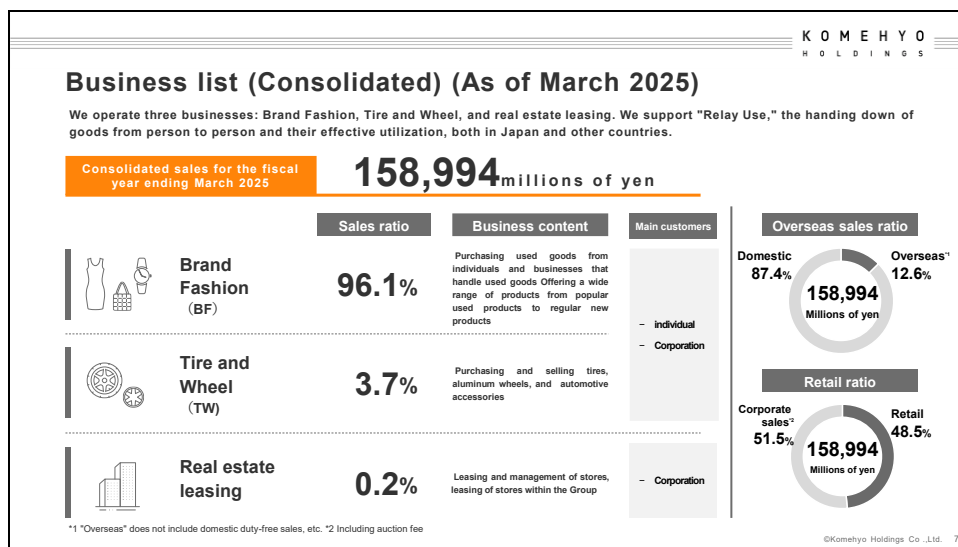 KOMEHYO
HOLDINGS
Business list (Consolidated) (As of March 2025)
We operate three businesses: Brand Fashion, Tire and Wheel, and real estate leasing. We support "Relay Use," the handing down of
goods from person to person and their effective utilization, both in Japan and other countries.
Consolidated sales for the fiscal
year ending March 2025
158,994millions of yen
Sales ratio
Business content
Main customers
Brand
Fashion
（BF）
96.1%
Purchasing used goods from
individuals and businesses that
handle used goods Offering a wide
range of products from popular
used products to regular new
products
– individual
– Corporation
Tire and
Wheel
（TW)
3.7%
Purchasing and selling tires,
aluminum wheels, and automotive
accessories
Real estate
leasing
0.2%
Leasing and management of stores,
leasing of stores within the Group
– Corporation
Overseas sales ratio
Domestic
87.4%
Overseas*1
12.6%
158,994
Millions of yen
Retail ratio
Corporate
sales*2
51.5%
Retail
48.5%
158,994
Millions of yen
*1 "Overseas" does not include domestic duty-free sales, etc. *2 Including auction fee
©Komehyo Holdings Co .,Ltd. 7